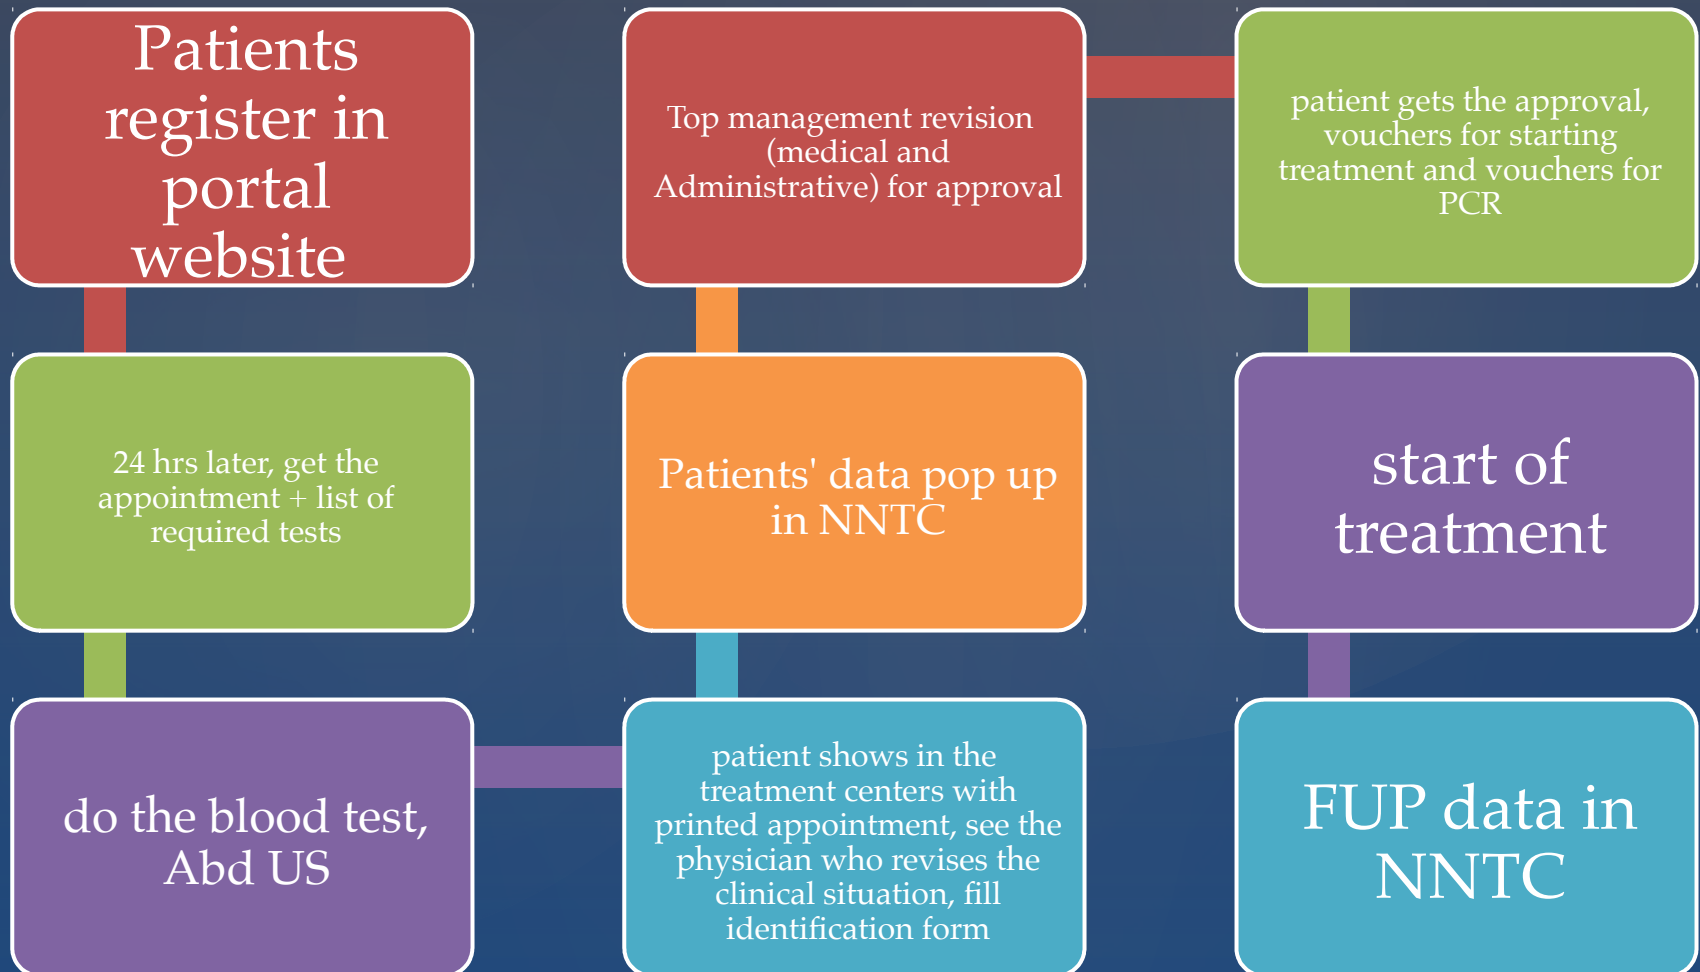 Patients
register in
portal
website
24 hrs later, get the
appointment + list of
required tests
do the blood test,
Abd US
patient shows in the
treatment centers with
printed appointment, see the
physician who revises the
clinical situation, fill
identification form
Patients' data pop up
in NNTC
Top management revision
(medical and
Administrative) for approval
patient gets the approval,
vouchers for starting
treatment and vouchers for
PCR
start of
treatment
FUP data in
NNTC